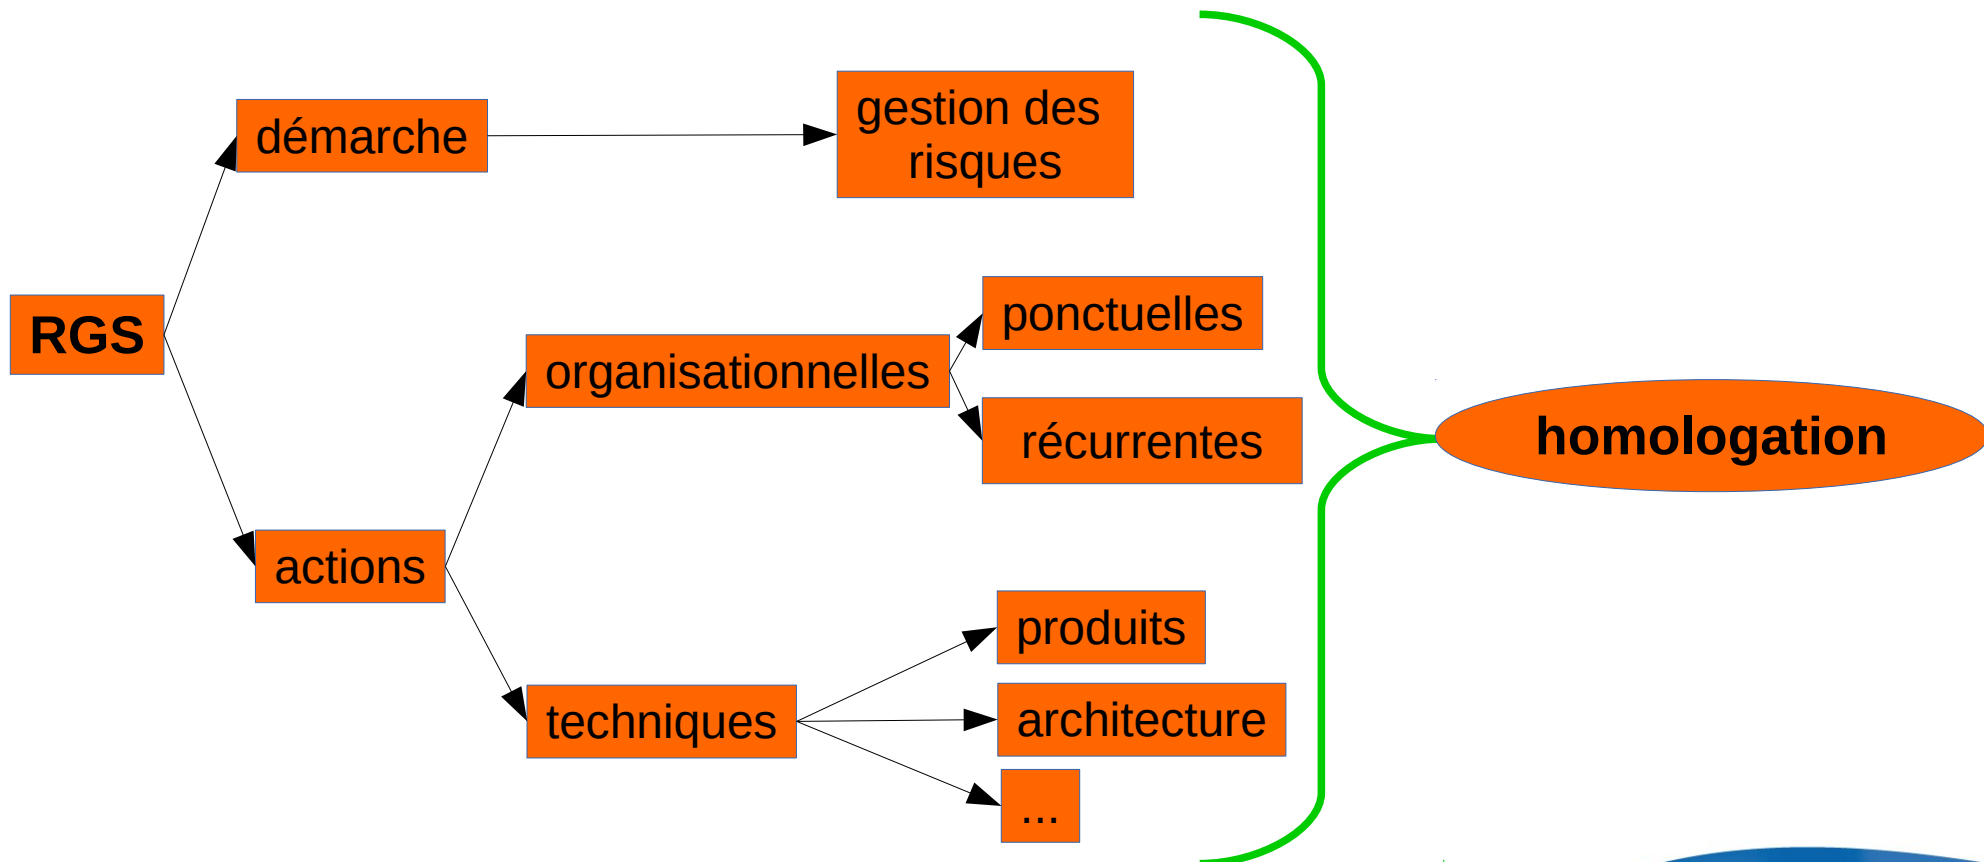 démarche
gestion des
risques
RGS
organisationnelles
ponctuelles
récurrentes
homologation
actions
techniques
produits
architecture
...